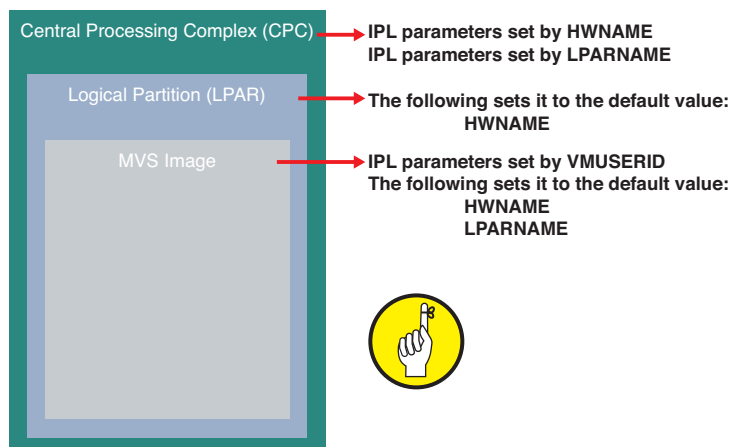 Central Processing Complex (CPC)
IPL parameters set by HWNAME
IPL parameters set by LPARNAME
Logical Partition (LPAR)
The following sets it to the default value:
HWNAME
MVS Image
IPL parameters set by VMUSERID
The following sets it to the default value:
HWNAME
LPARNAME